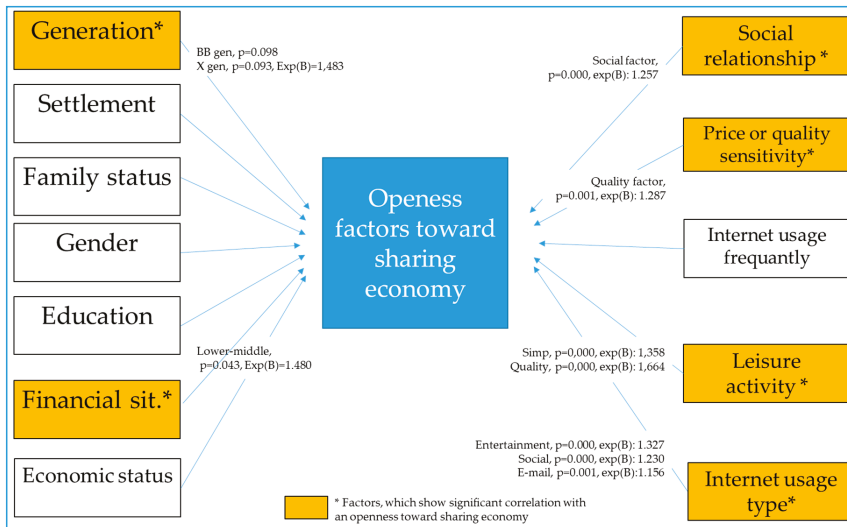 Generation*
BB gen, p=0.098
X gen, p=0.093, Exp(B)=1,483
Settlement
Family status
Gender
Education
Lower-middle,
p=0.043, Exp(B)=1.480
Financial sit.*
Economic status
Openess
factors toward
sharing
economy
Social
relationship *
Social factor,
p=0.000, exp(B): 1.257
Price or quality
sensitivity*
Quality factor,
p=0.001, exp(B): 1.287
Internet usage
frequantly
Simp, p=0,000, exp(B): 1,358
Quality, p=0,000, exp(B): 1,664
Leisure
activity *
Entertainment, p=0.000, exp(B): 1.327
Social, p=0.000, exp(B): 1.230
E-mail, p=0.001, exp(B):1.156
Internet usage
type*
* Factors, which show significant correlation with
an openness toward sharing economy